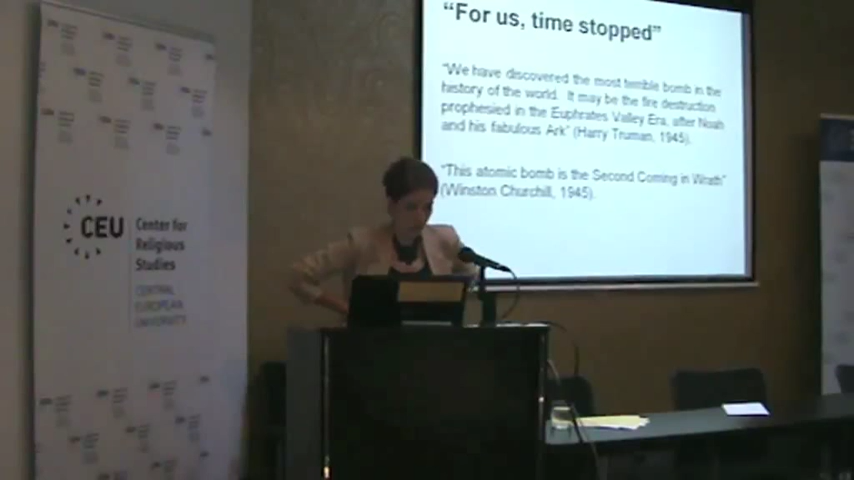 "For us, time stopped"
"We have discovered the most terrible bomb in the
history of the world. It may be the fire destruction
prophesied in the Euphrates Valley Era, after Noah
and his fabulous Ark" (Harry Truman, 1945).
"This atomic bomb is the Second Coming in Wrath"
(Winston Churchill, 1945).
CEU
Center for
Religious
Studies
CENTRAL
EUROPEAN
UNIVERSITY